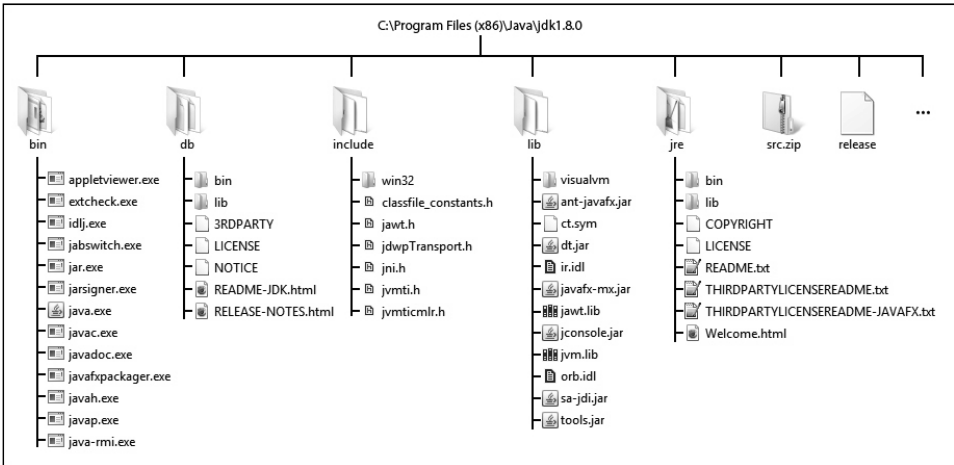 C:\Program Files (x86)\Java\jdk1.8.0
bin
db
include
lib
jre
src.zip
release
...
appletviewer.exe
extcheck.exe
idlj.exe
jabswitch.exe
jar.exe
jarsigner.exe
java.exe
javac.exe
javadoc.exe
javafxpackager.exe
javah.exe
javap.exe
java-rmi.exe
bin
lib
3RDPARTY
LICENSE
NOTICE
README-JDK.html
RELEASE-NOTES.html
win32
classfile_constants.h
jawt.h
jdwpTransport.h
jni.h
jvmti.h
jvmticmlr.h
visualvm
ant-javafx.jar
ct.sym
dt.jar
ir.idl
javafx-mx.jar
jawt.lib
jconsole.jar
jvm.lib
orb.idl
sa-jdi.jar
tools.jar
bin
lib
COPYRIGHT
LICENSE
README.txt
THIRDPARTYLICENSEREADME.txt
THIRDPARTYLICENSEREADME-JAVAFX.txt
Welcome.html